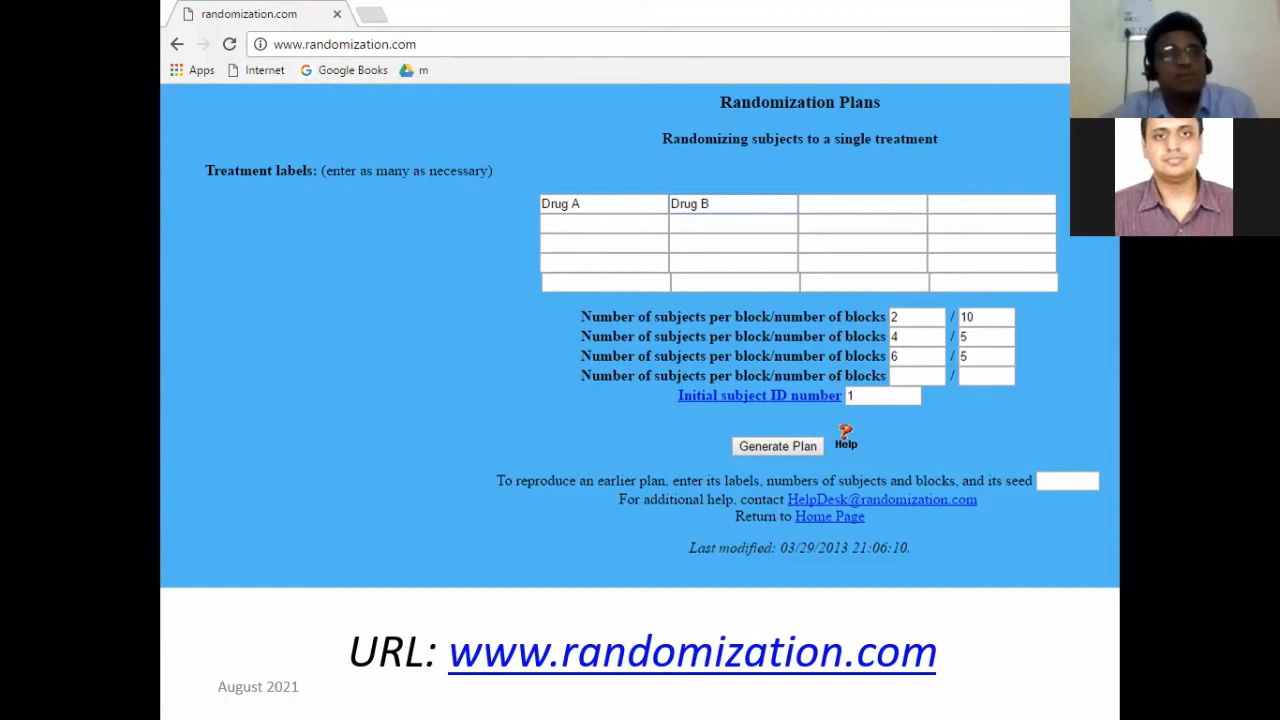 randomization.com
www.randomization.com
Apps Internet Google Books m
Randomization Plans
Randomizing subjects to a single treatment
Treatment labels: (enter as many as necessary)
Drug A Drug B
Number of subjects per block/number of blocks 2 / 10
Number of subjects per block/number of blocks 4 / 5
Number of subjects per block/number of blocks 6 / 5
Number of subjects per block/number of blocks /
Initial subject ID number 1
Generate Plan Help
To reproduce an earlier plan, enter its labels, numbers of subjects and blocks, and its seed
For additional help, contact HelpDesk@randomization.com
Return to Home Page
Last modified: 03/29/2013 21:06:10.
URL: www.randomization.com
August 2021